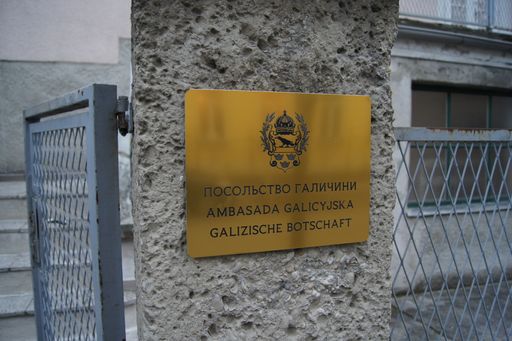 ПОСОЛЬСТВО ГАЛИЧИНИ
AMBASADA GALICYJSKA
GALIZISCHE BOTSCHAFT